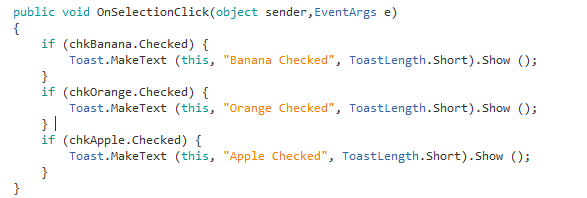 public void OnSelectionClick(object sender,EventArgs e)
{
if (chkBanana.Checked) {
Toast.MakeText (this, "Banana Checked", ToastLength.Short).Show ();
}
if (chkOrange.Checked) {
Toast.MakeText (this, "Orange Checked", ToastLength.Short).Show ();
}
if (chkApple.Checked) {
Toast.MakeText (this, "Apple Checked", ToastLength.Short).Show ();
}
}